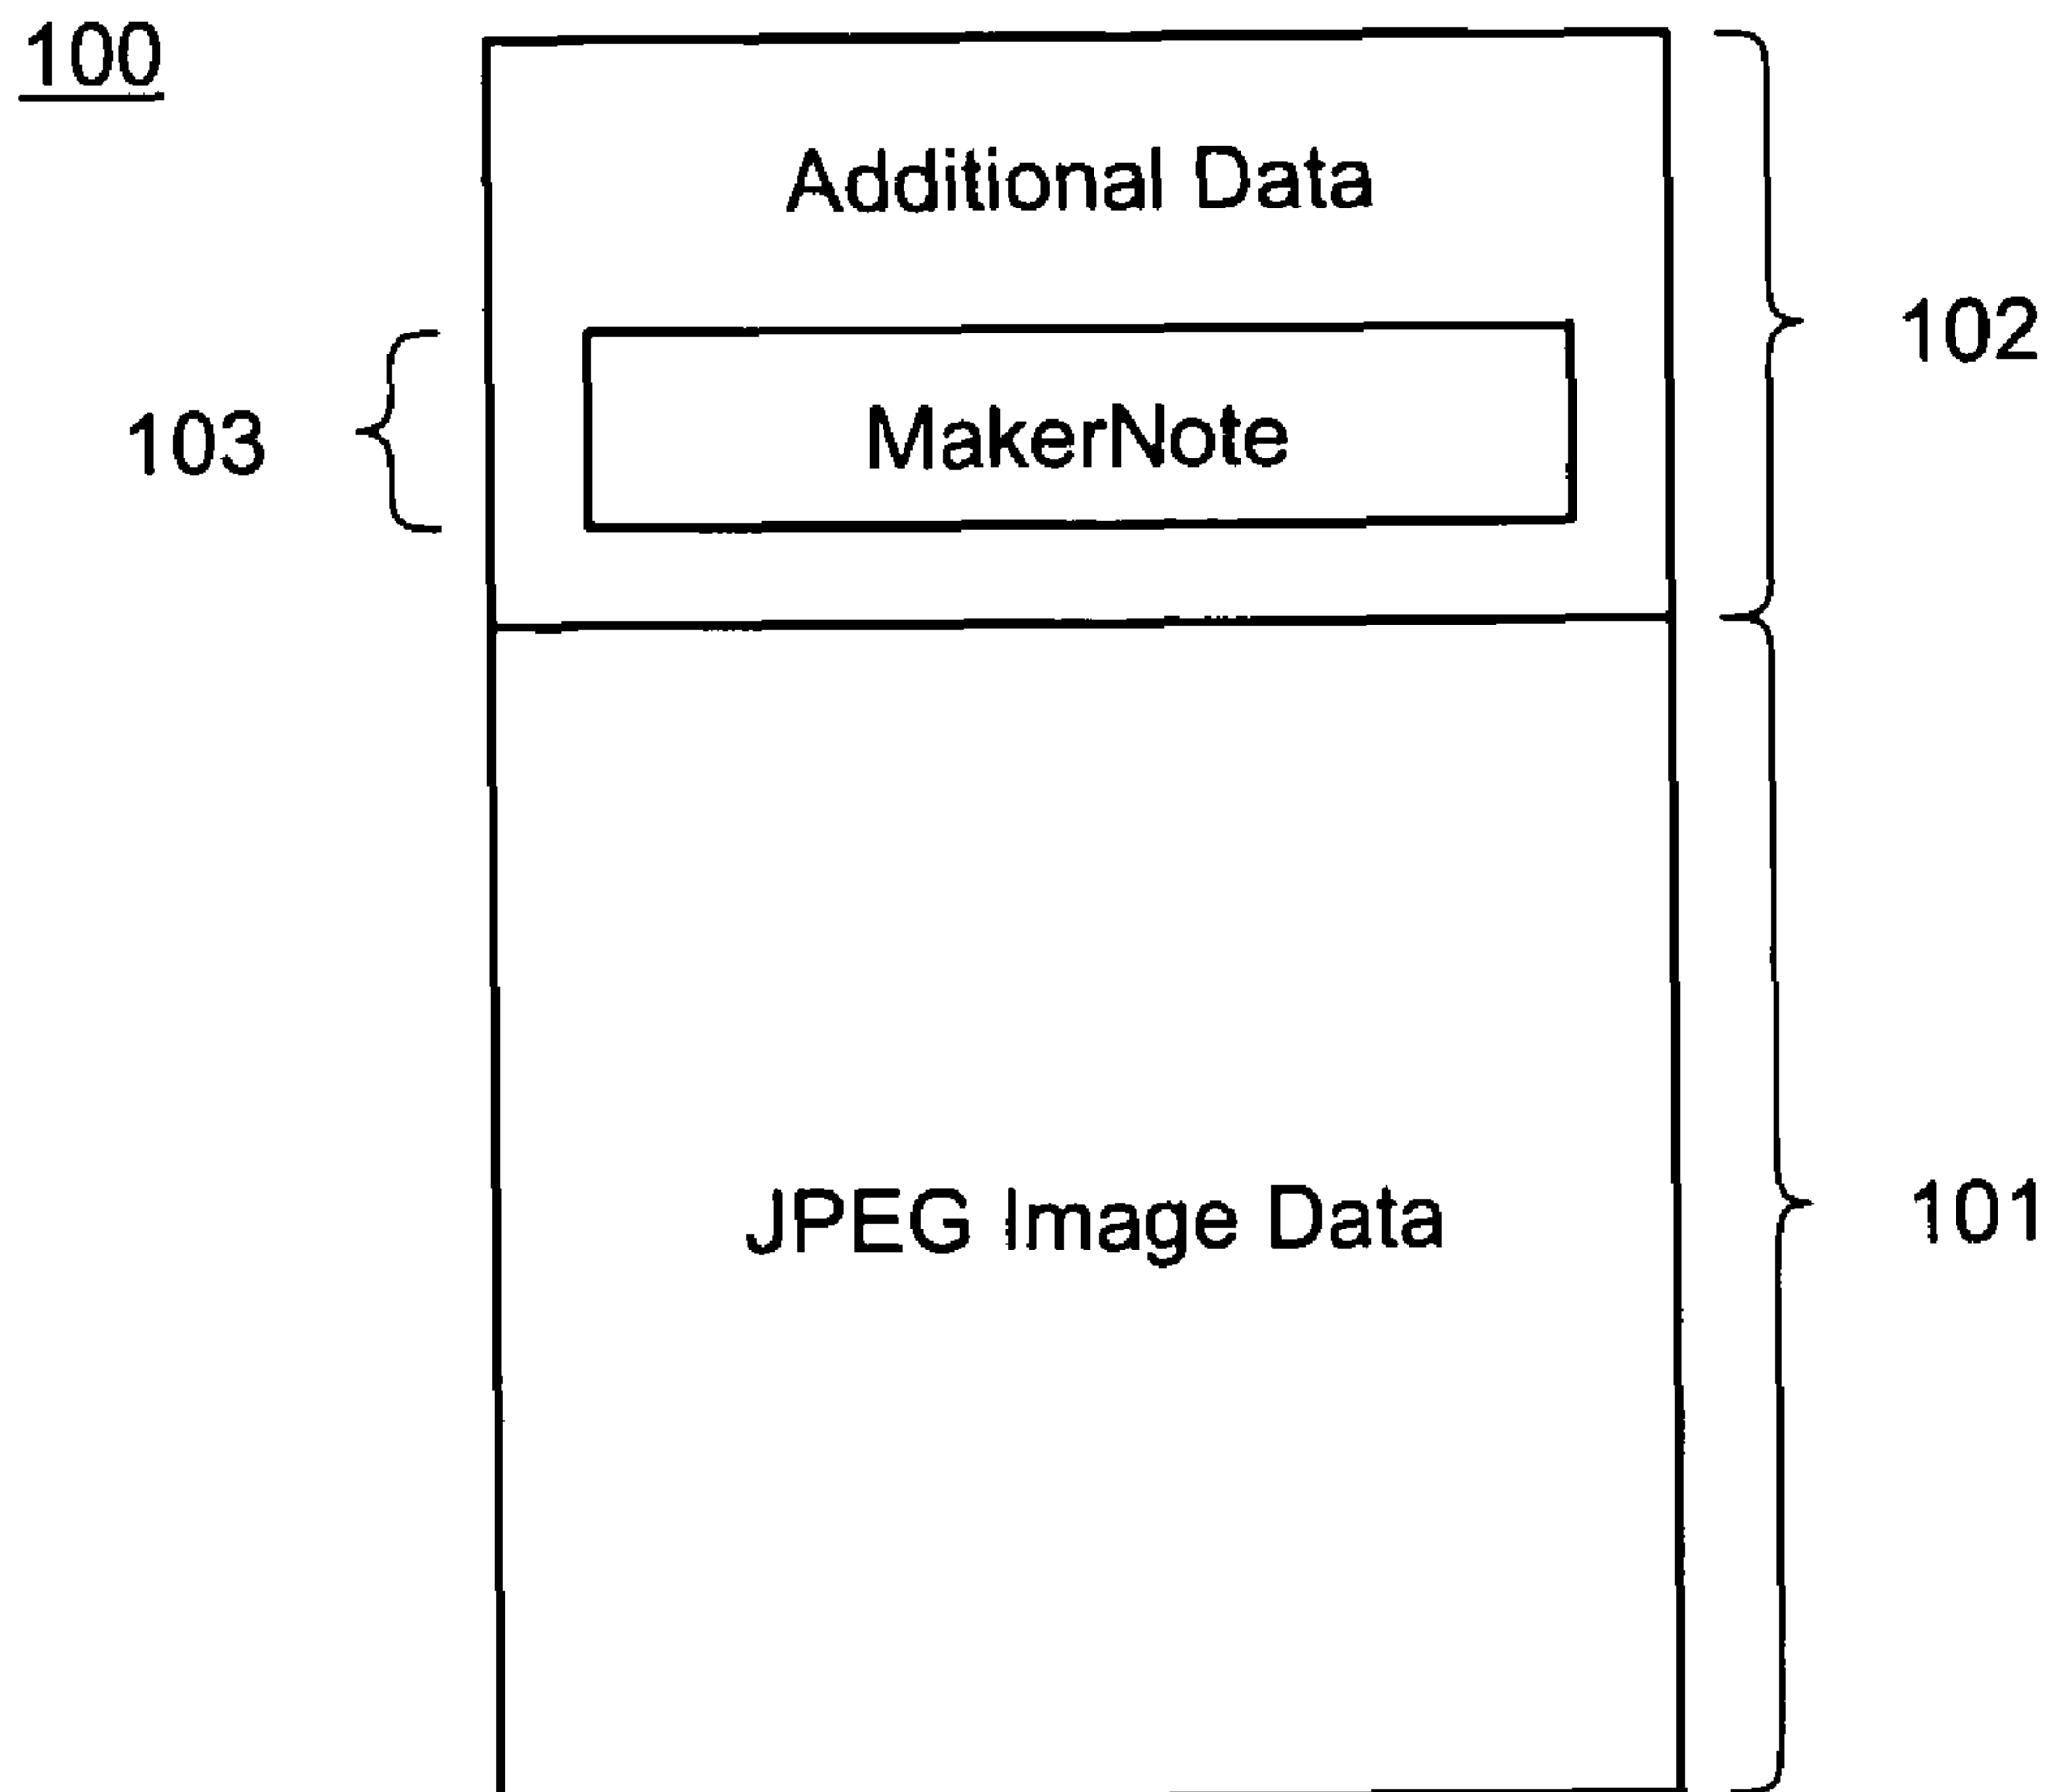 100
Additional Data
102
103
MakerNote
JPEG Image Data
101